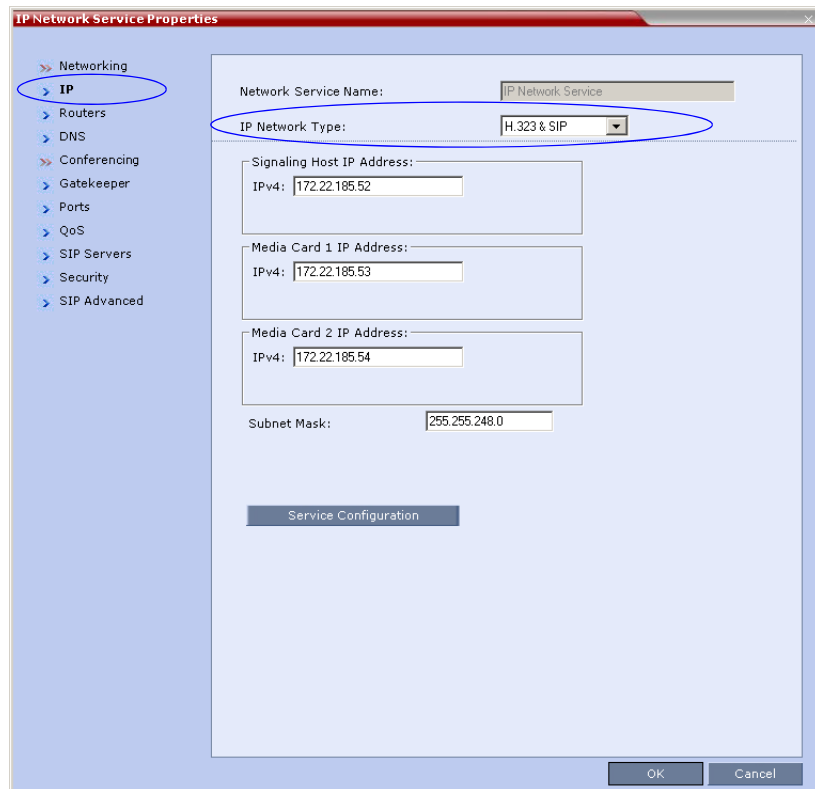 IP Network Service Properties
Networking
IP
Routers
DNS
Conferencing
Gatekeeper
Ports
QoS
SIP Servers
Security
SIP Advanced
Network Service Name: IP Network Service
IP Network Type: H.323 & SIP
Signaling Host IP Address:
IPv4: 172.22.185.52
Media Card 1 IP Address:
IPv4: 172.22.185.53
Media Card 2 IP Address:
IPv4: 172.22.185.54
Subnet Mask: 255.255.248.0
Service Configuration
OK Cancel